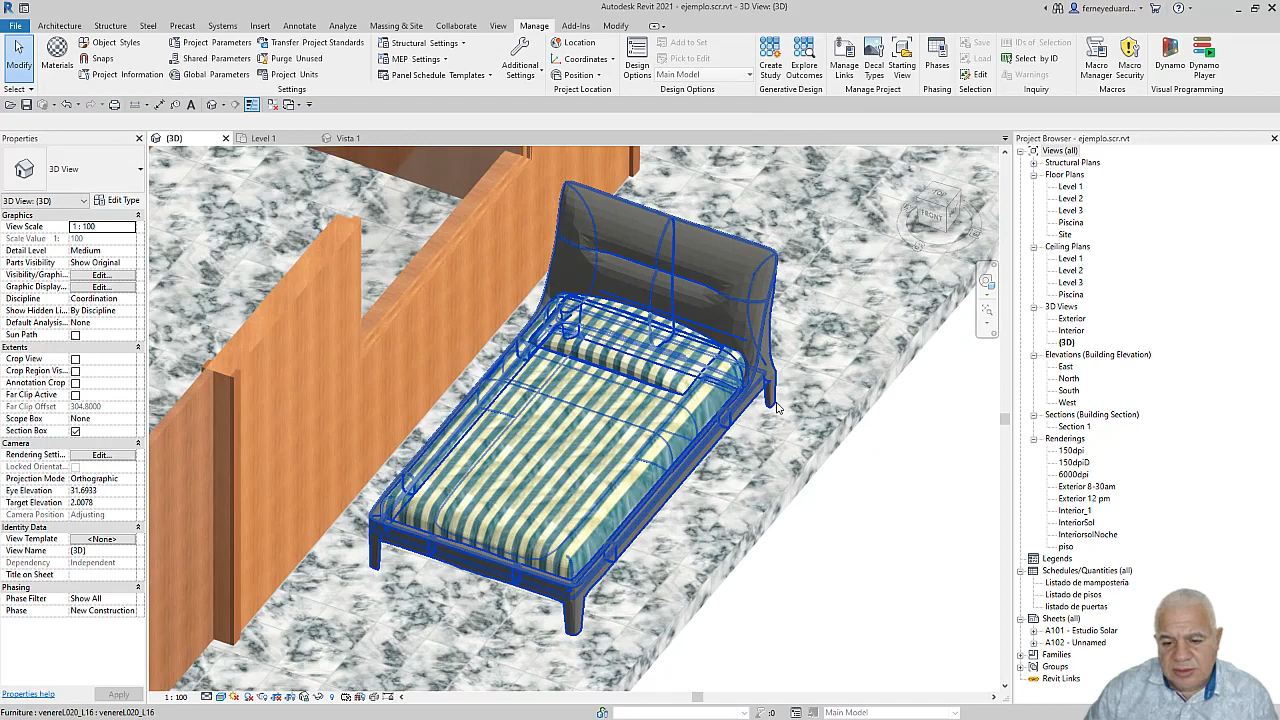 Autodesk Revit 2021 - ejemplo.scr.rvt - 3D View: {3D}
ferneyeduard...
File Architecture Structure Steel Precast Systems Insert Annotate Analyze Massing & Site Collaborate View Manage Add-Ins Modify
Modify
Select
Materials
Object Styles
Snaps
Project Information
Project Parameters
Shared Parameters
Global Parameters
Transfer Project Standards
Purge Unused
Project Units
Settings
Structural Settings
MEP Settings
Panel Schedule Templates
Additional Settings
Location
Coordinates
Position
Project Location
Design Options
Add to Set
Pick to Edit
Main Model
Design Options
Create Study
Explore Outcomes
Generative Design
Manage Links
Decal Types
Starting View
Manage Project
Phases
Phasing
Save
Load
Edit
Selection
IDs of Selection
Select by ID
Warnings
Inquiry
Macro Manager
Macro Security
Macros
Dynamo
Dynamo Player
Visual Programming
Properties
{3D}
Level 1
Vista 1
3D View
3D View: {3D}
Edit Type
Graphics
View Scale 1 : 100
Scale Value 1: 100
Detail Level Medium
Parts Visibility Show Original
Visibility/Graphi... Edit...
Graphic Display... Edit...
Discipline Coordination
Show Hidden ... By Discipline
Default Analysis... None
Sun Path
Extents
Crop View
Crop Region Vis...
Annotation Crop
Far Clip Active
Far Clip Offset 304.8000
Scope Box None
Section Box
Camera
Rendering Setti... Edit...
Locked Orientat...
Projection Mode Orthographic
Eye Elevation 31.6933
Target Elevation 2.0078
Camera Position Adjusting
Identity Data
View Template <None>
View Name {3D}
Dependency Independent
Title on Sheet
Phasing
Phase Filter Show All
Phase New Construction
Properties help
Apply
TOP
FRONT
Project Browser - ejemplo.scr.rvt
Views (all)
Structural Plans
Floor Plans
Level 1
Level 2
Level 3
Piscina
Site
Ceiling Plans
Level 1
Level 2
Level 3
Piscina
3D Views
Exterior
Interior
{3D}
Elevations (Building Elevation)
East
North
South
West
Sections (Building Section)
Section 1
Renderings
150dpi
150dpiD
6000dpi
Exterior 8-30am
Exterior 12 pm
Interior_1
InteriorSol
InteriorsolNoche
piso
Legends
Schedules/Quantities (all)
Listado de mamposteria
Listado de pisos
listado de puertas
Sheets (all)
A101 - Estudio Solar
A102 - Unnamed
Families
Groups
Revit Links
1 : 100
Furniture : venereL020_L16 : venereL020_L16
:0
Main Model